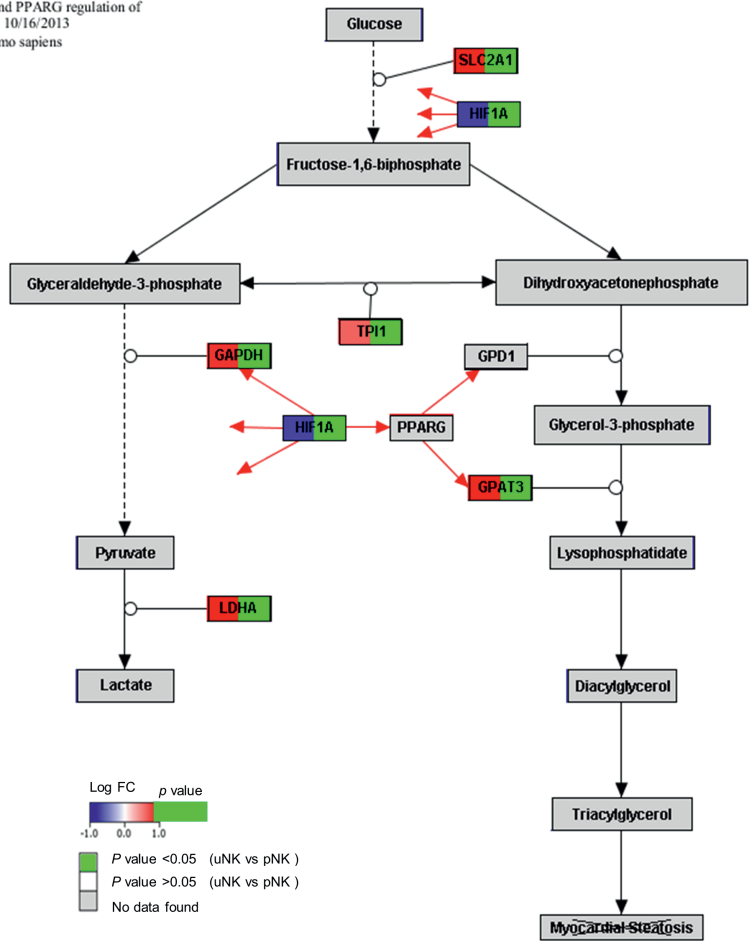 nd PPARG regulation of
10/16/2013
mo sapiens
Glucose
SLC2A1
HIF1A
Fructose-1,6-biphosphate
Glyceraldehyde-3-phosphate
Dihydroxyacetonephosphate
TPI1
GAPDH
GPD1
HIF1A
PPARG
Glycerol-3-phosphate
GPAT3
Pyruvate
Lysophosphatidate
LDHA
Lactate
Diacylglycerol
Log FC
p value
-1.0 0.0 1.0
Triacylglycerol
P value <0.05 (uNK vs pNK )
P value >0.05 (uNK vs pNK )
No data found
Myocardial Steatosis